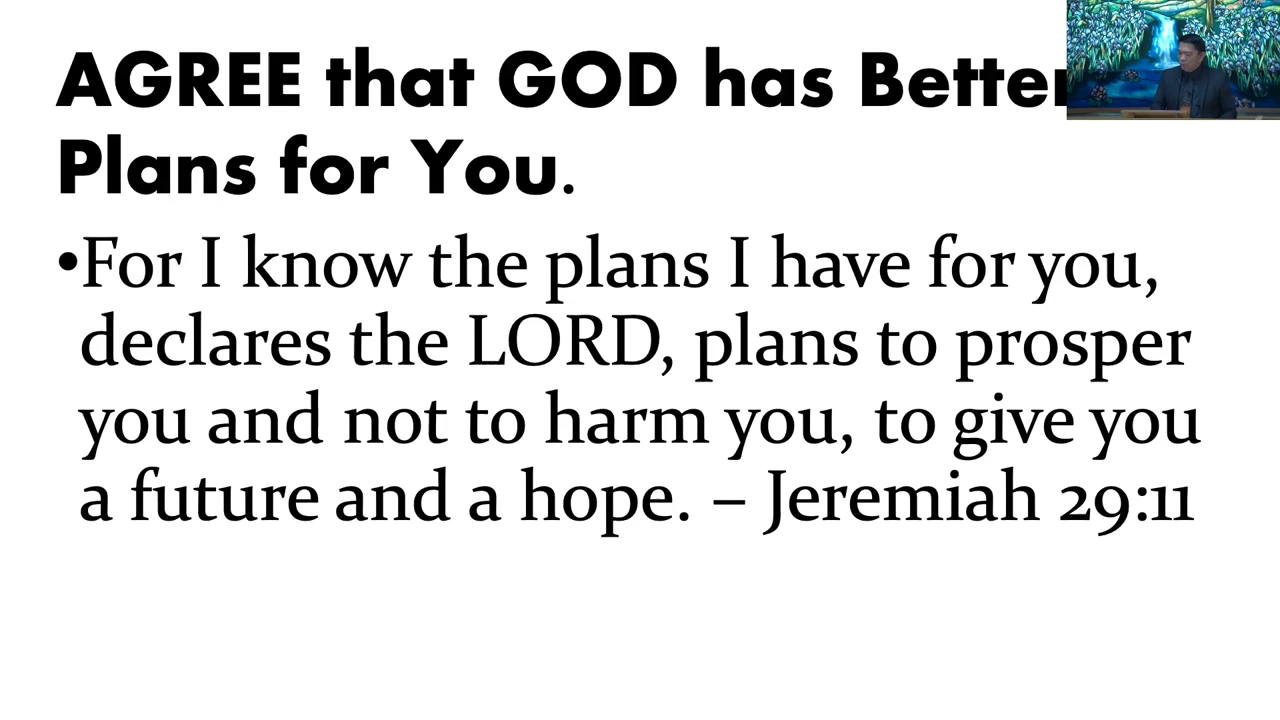 AGREE that GOD has Better
Plans for You.
•For I know the plans I have for you,
declares the LORD, plans to prosper
you and not to harm you, to give you
a future and a hope. – Jeremiah 29:11